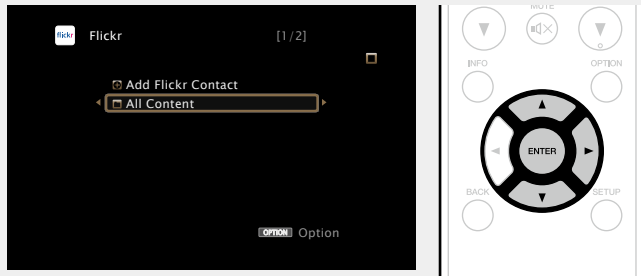 flickr Flickr [1/2]
Add Flickr Contact
All Content
OPTION Option
MUTE
INFO OPTION
ENTER
BACK SETUP